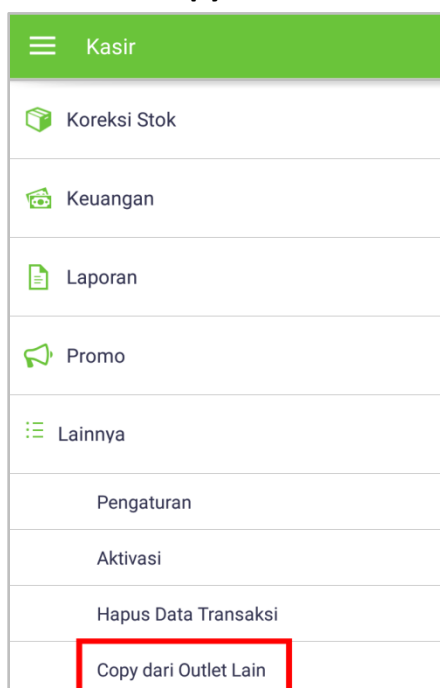 Kasir
Koreksi Stok
Keuangan
Laporan
Promo
Lainnya
Pengaturan
Aktivasi
Hapus Data Transaksi
Copy dari Outlet Lain